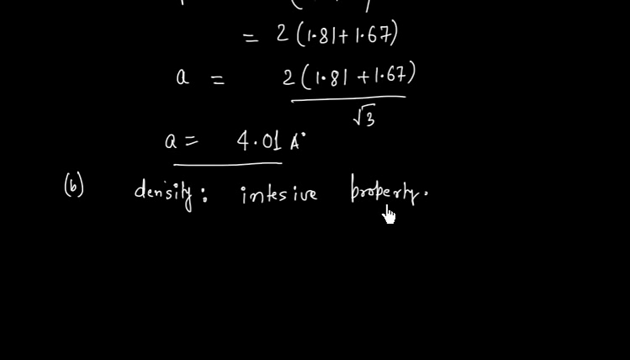 = 2(1.81+1.67)
a = 2(1.81+1.67)
√3
a = 4.01 A°
(b) density: intesive property.